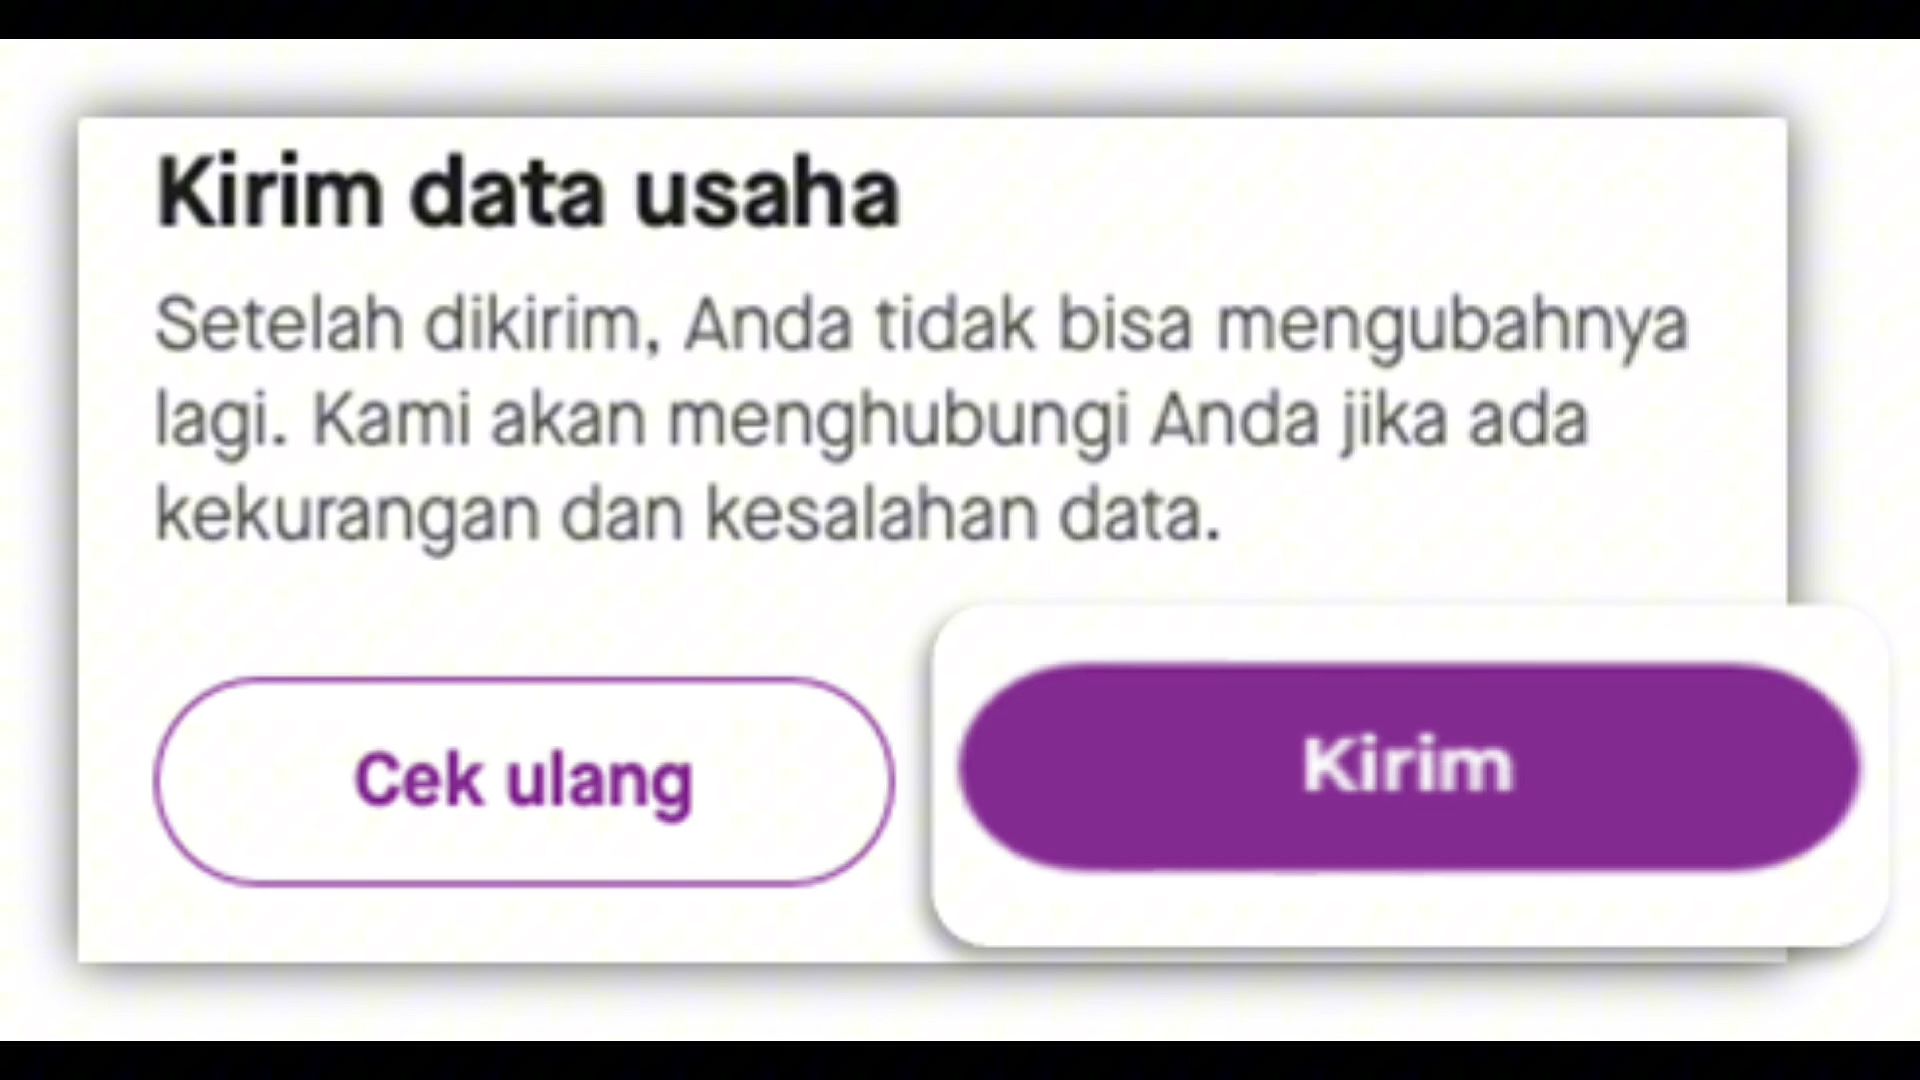 Kirim data usaha
Setelah dikirim, Anda tidak bisa mengubahnya
lagi. Kami akan menghubungi Anda jika ada
kekurangan dan kesalahan data.
Cek ulang
Kirim